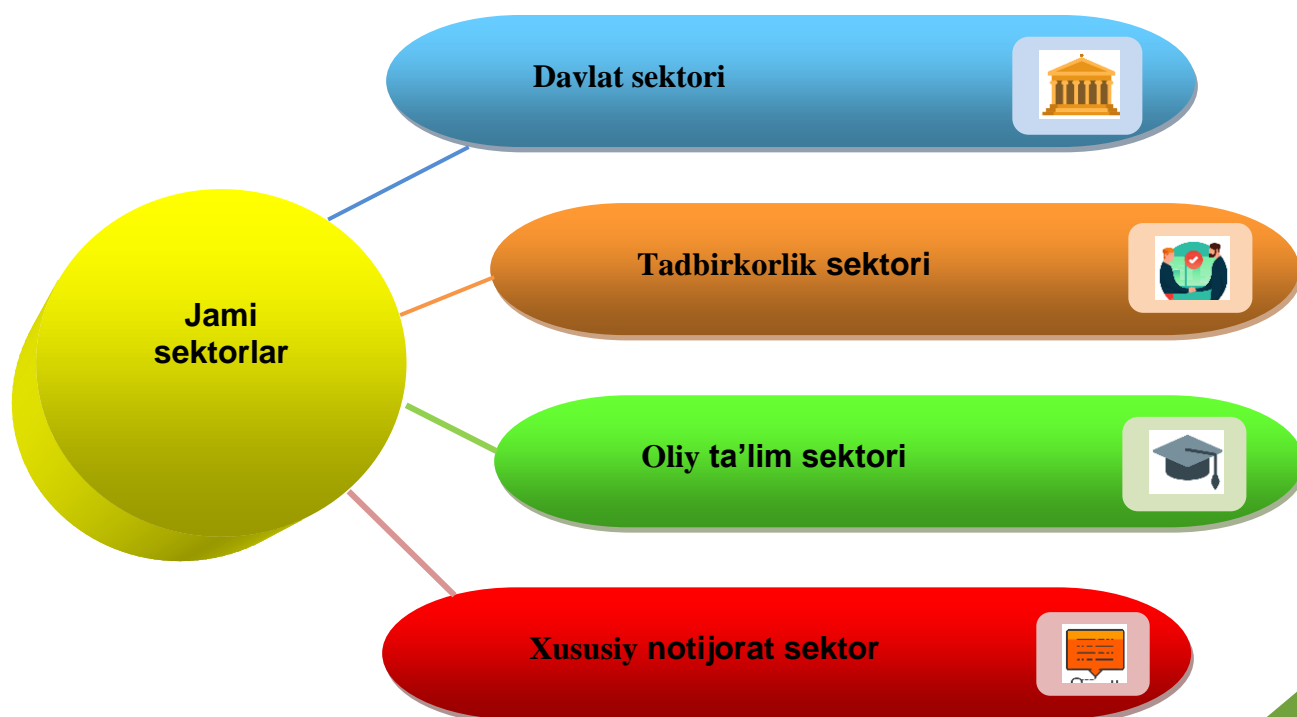 Davlat sektori
Tadbirkorlik sektori
Jami
sektorlar
Oliy ta’lim sektori
Xususiy notijorat sektor